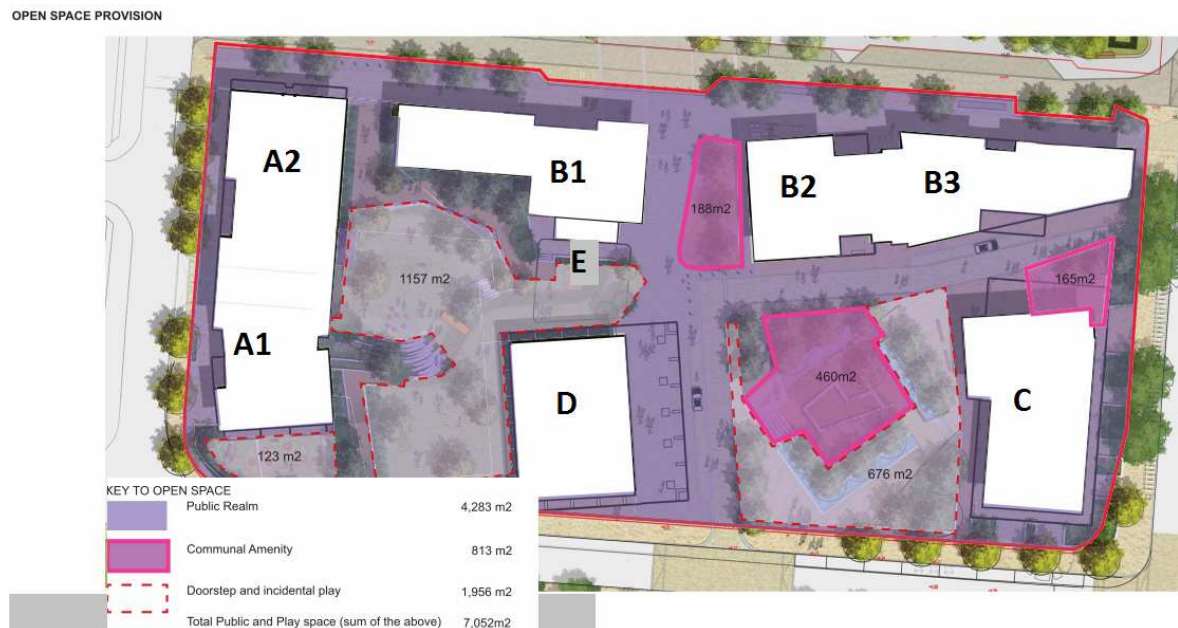 OPEN SPACE PROVISION
A2
B1
B2
B3
188m2
E
1157 m2
165m2
A1
D
460m2
C
123 m2
676 m2
KEY TO OPEN SPACE
Public Realm 4,283 m2
Communal Amenity 813 m2
Doorstep and incidental play 1,956 m2
Total Public and Play space (sum of the above) 7,052m2